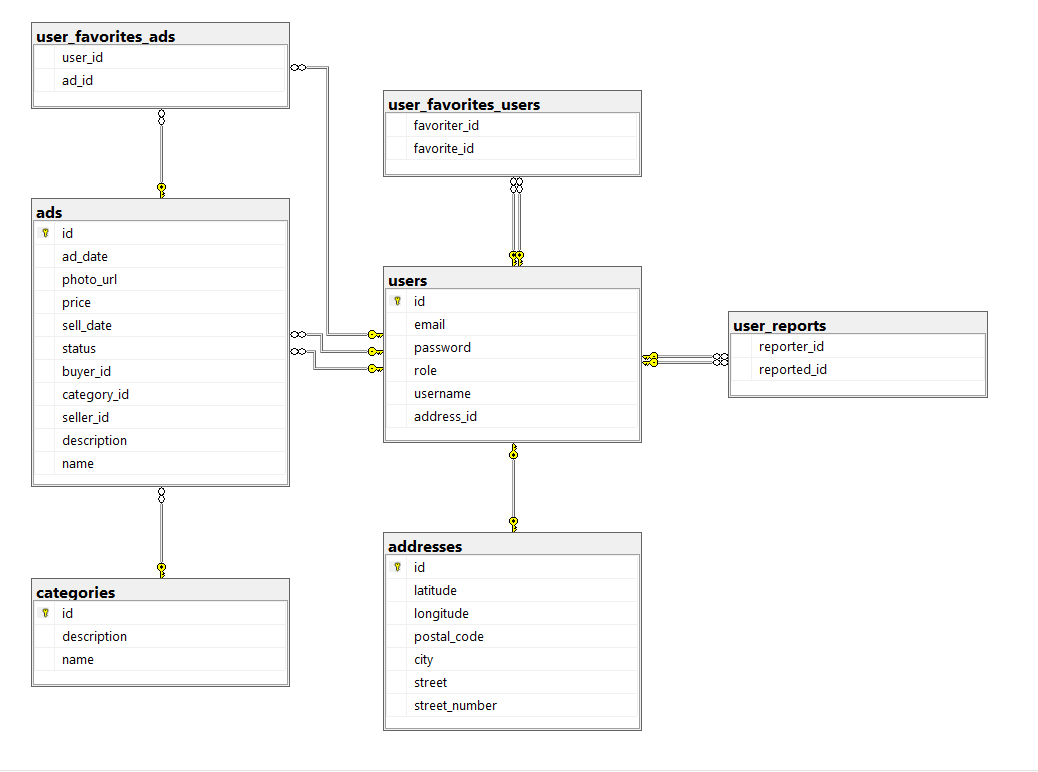 user_favorites_ads
user_id
ad_id
user_favorites_users
favoriter_id
favorite_id
ads
id
ad_date
photo_url
price
sell_date
status
buyer_id
category_id
seller_id
description
name
users
id
email
password
role
username
address_id
user_reports
reporter_id
reported_id
categories
id
description
name
addresses
id
latitude
longitude
postal_code
city
street
street_number